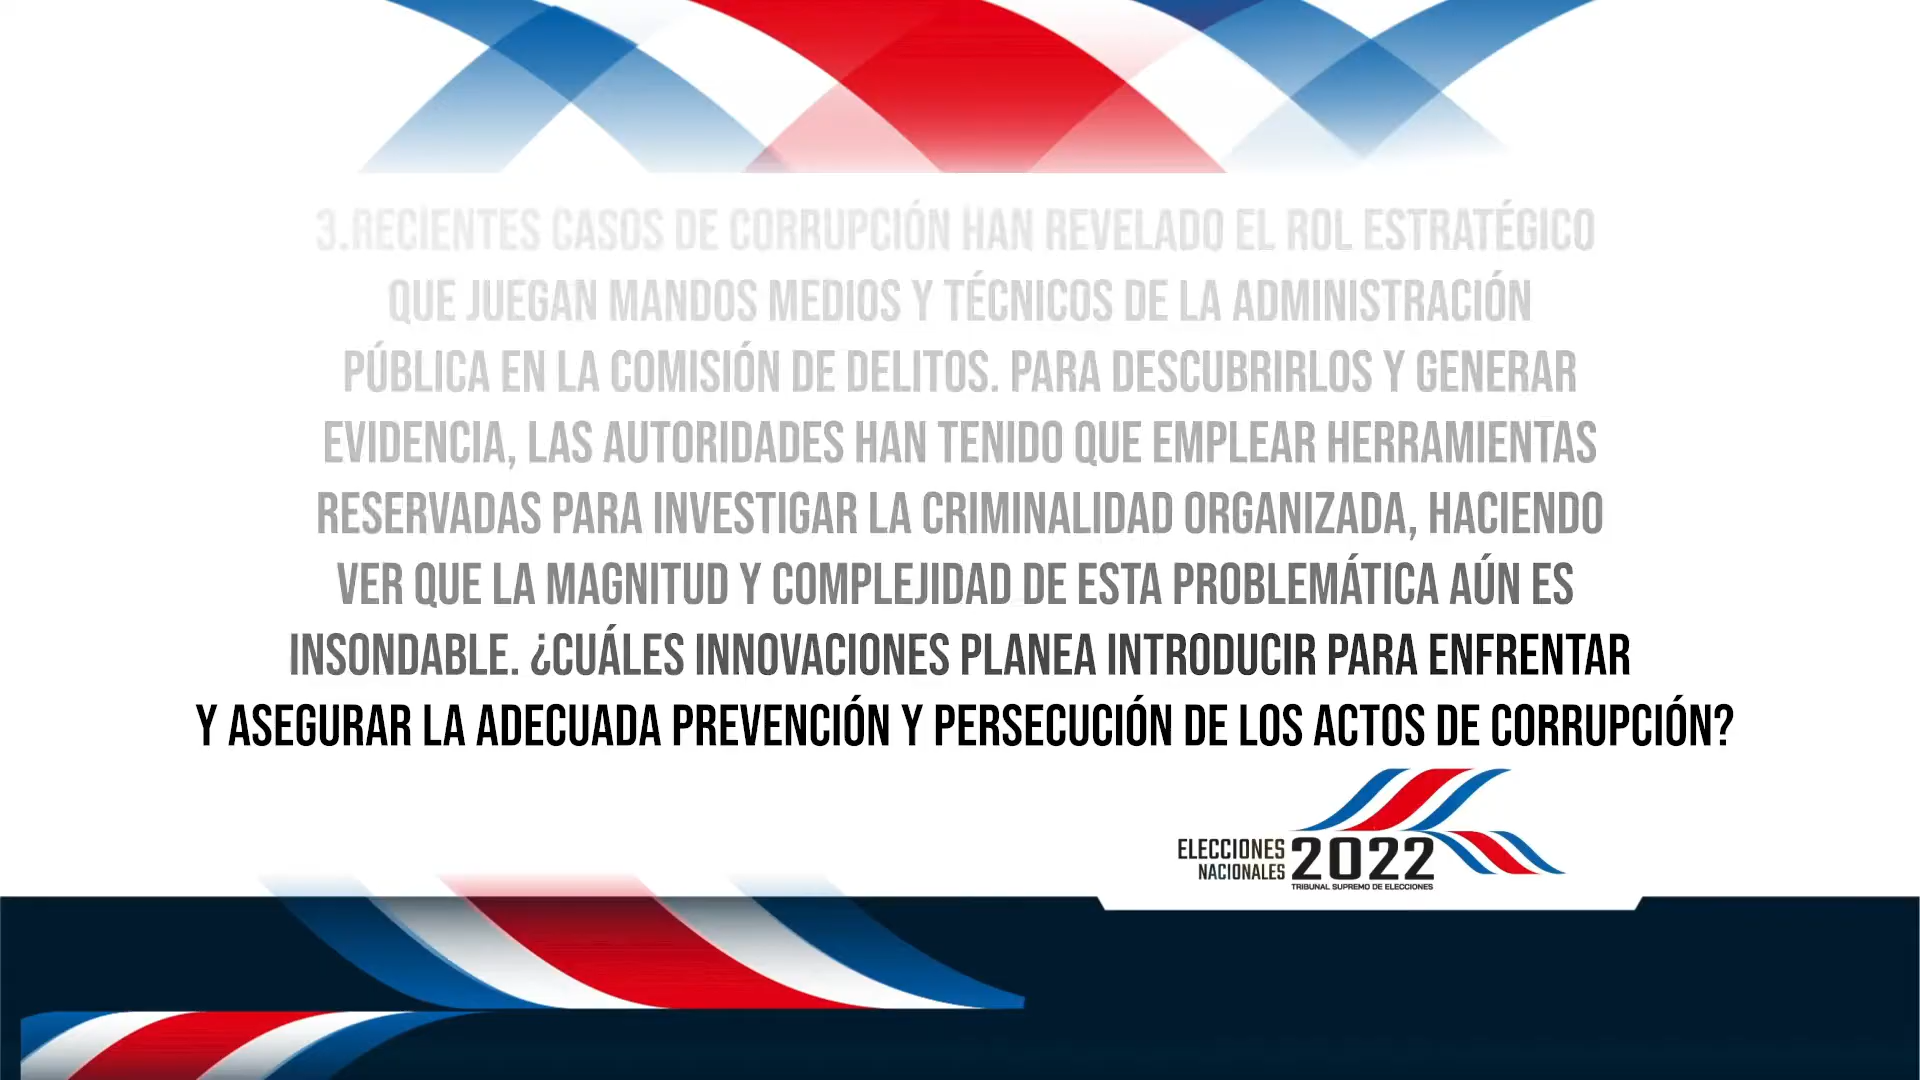 3.RECIENTES CASOS DE CORRUPCIÓN HAN REVELADO EL ROL ESTRATÉGICO
QUE JUEGAN MANDOS MEDIOS Y TÉCNICOS DE LA ADMINISTRACIÓN
PÚBLICA EN LA COMISIÓN DE DELITOS. PARA DESCUBRIRLOS Y GENERAR
EVIDENCIA, LAS AUTORIDADES HAN TENIDO QUE EMPLEAR HERRAMIENTAS
RESERVADAS PARA INVESTIGAR LA CRIMINALIDAD ORGANIZADA, HACIENDO
VER QUE LA MAGNITUD Y COMPLEJIDAD DE ESTA PROBLEMÁTICA AÚN ES
INSONDABLE. ¿CUÁLES INNOVACIONES PLANEA INTRODUCIR PARA ENFRENTAR
Y ASEGURAR LA ADECUADA PREVENCIÓN Y PERSECUCIÓN DE LOS ACTOS DE CORRUPCIÓN?
ELECCIONES
NACIONALES
2022
TRIBUNAL SUPREMO DE ELECCIONES